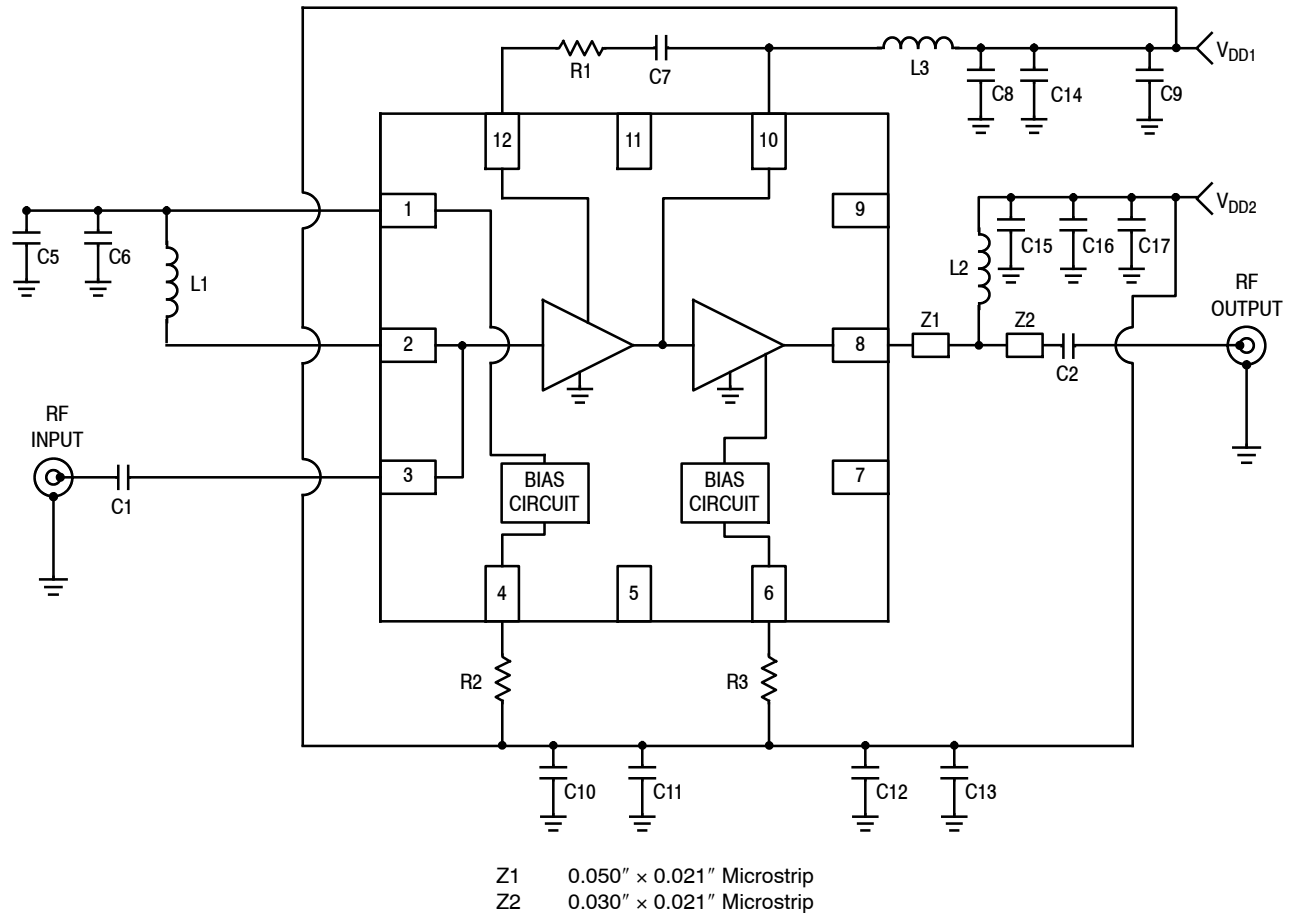 R1
C7
L3
C8
C14
C9
VDD1
12
11
10
1
9
VDD2
C5
C6
L1
C15
C16
C17
L2
RF
OUTPUT
2
8
Z1
Z2
C2
RF
INPUT
C1
3
BIAS
CIRCUIT
BIAS
CIRCUIT
7
4
5
6
R2
R3
C10
C11
C12
C13
Z1 0.050″ × 0.021″ Microstrip
Z2 0.030″ × 0.021″ Microstrip